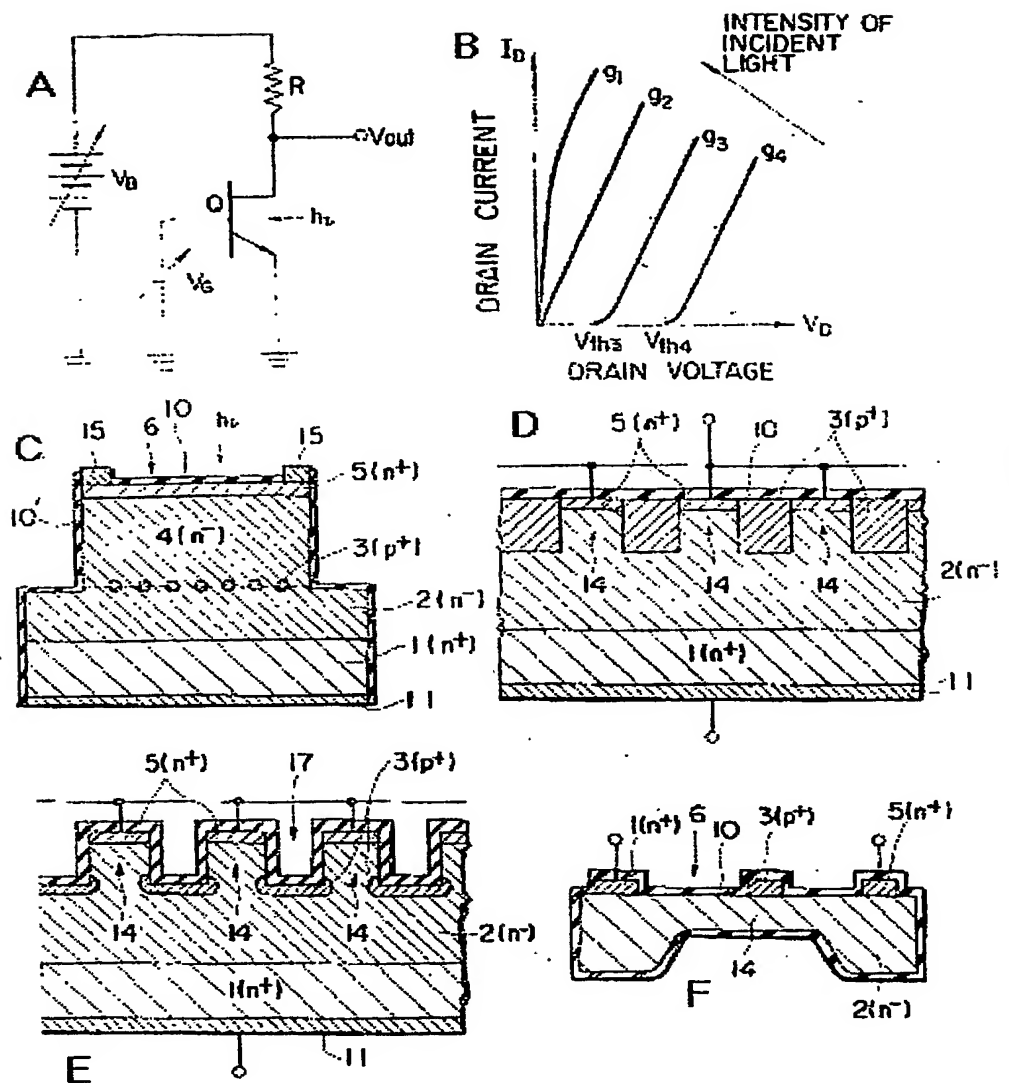 A
R
Vout
VD
Q
hν
VG
B
ID
INTENSITY OF
INCIDENT
LIGHT
g1
g2
g3
g4
DRAIN CURRENT
Vth3
Vth4
VD
DRAIN VOLTAGE
C
15
6
10
hν
15
5(n+)
10'
4(n-)
3(p+)
2(n-)
1(n+)
11
D
5(n+)
10
3(p+)
14
14
14
2(n-)
1(n+)
11
5(n+)
17
3(p+)
14
14
14
2(n-)
1(n+)
11
E
1(n+)
6
10
3(p+)
5(n+)
14
F
2(n-)